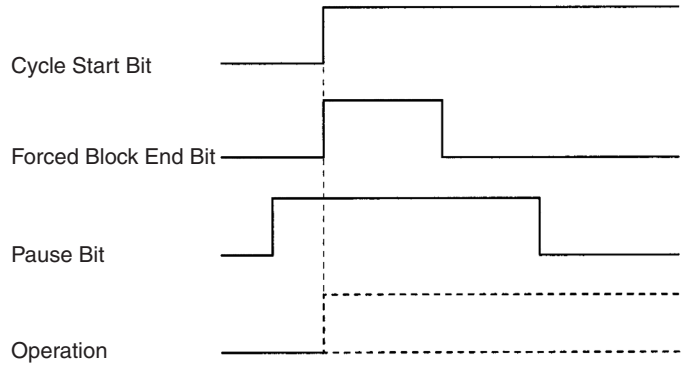 Cycle Start Bit
Forced Block End Bit
Pause Bit
Operation